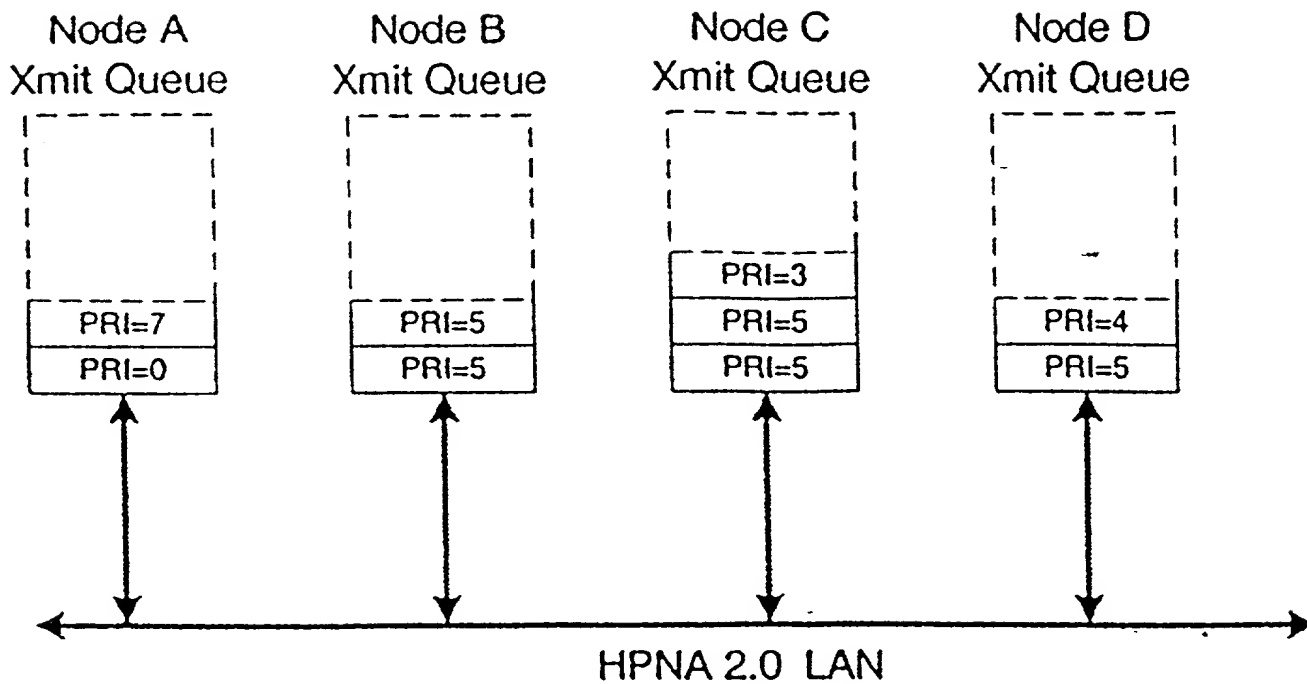 Node A
Xmit Queue
Node B
Xmit Queue
Node C
Xmit Queue
Node D
Xmit Queue
PRI=7
PRI=0
PRI=5
PRI=5
PRI=3
PRI=5
PRI=5
PRI=4
PRI=5
HPNA 2.0 LAN